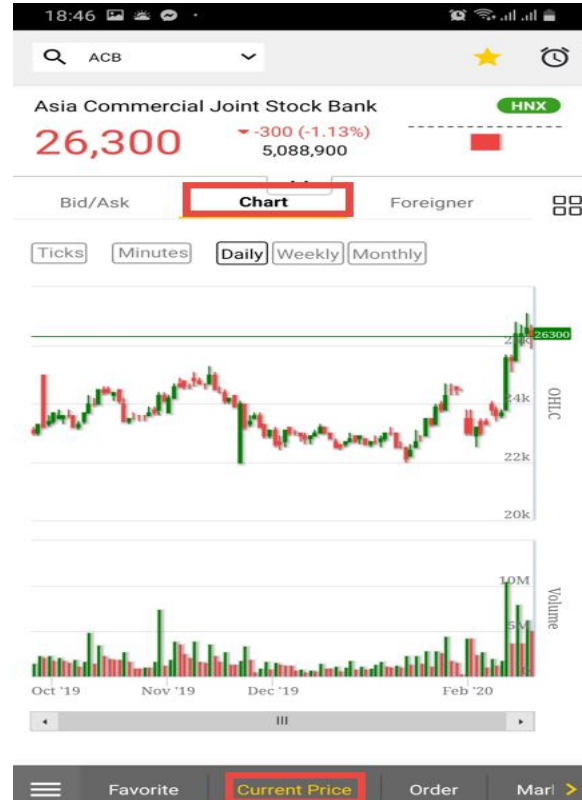 18:46
ACB
Asia Commercial Joint Stock Bank HNX
26,300 -300 (-1.13%)
5,088,900
Bid/Ask Chart Foreigner
Ticks Minutes Daily Weekly Monthly
26300
24k
OHLC
22k
20k
10M
Volume
Oct '19 Nov '19 Dec '19 Feb '20
Favorite Current Price Order